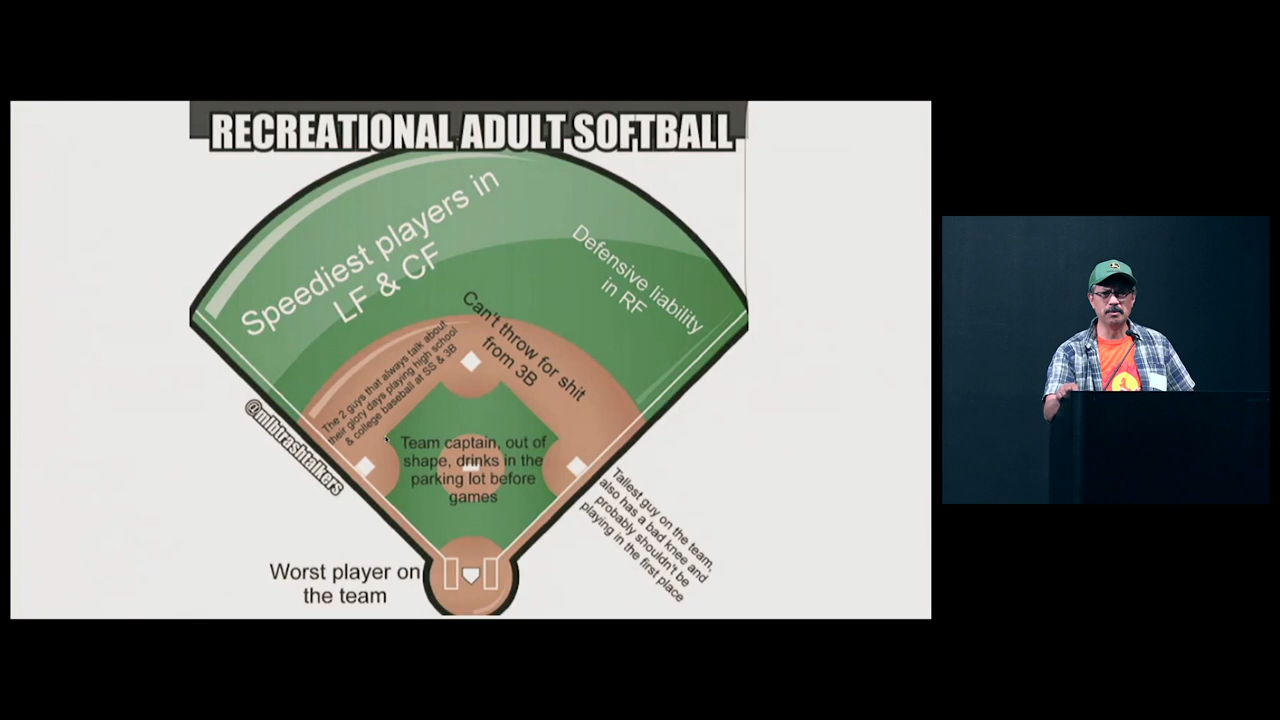 RECREATIONAL ADULT SOFTBALL
Speediest players in
LF & CF
Defensive liability
in RF
Can't throw for shit
from 3B
The 2 guys that always talk about
their glory days playing high school
& college baseball at SS & 3B
Team captain, out of
shape, drinks in the
parking lot before
games
@mlbtrashtalkers
Tallest guy on the team,
also has a bad knee and
probably shouldn't be
playing in the first place
Worst player on
the team